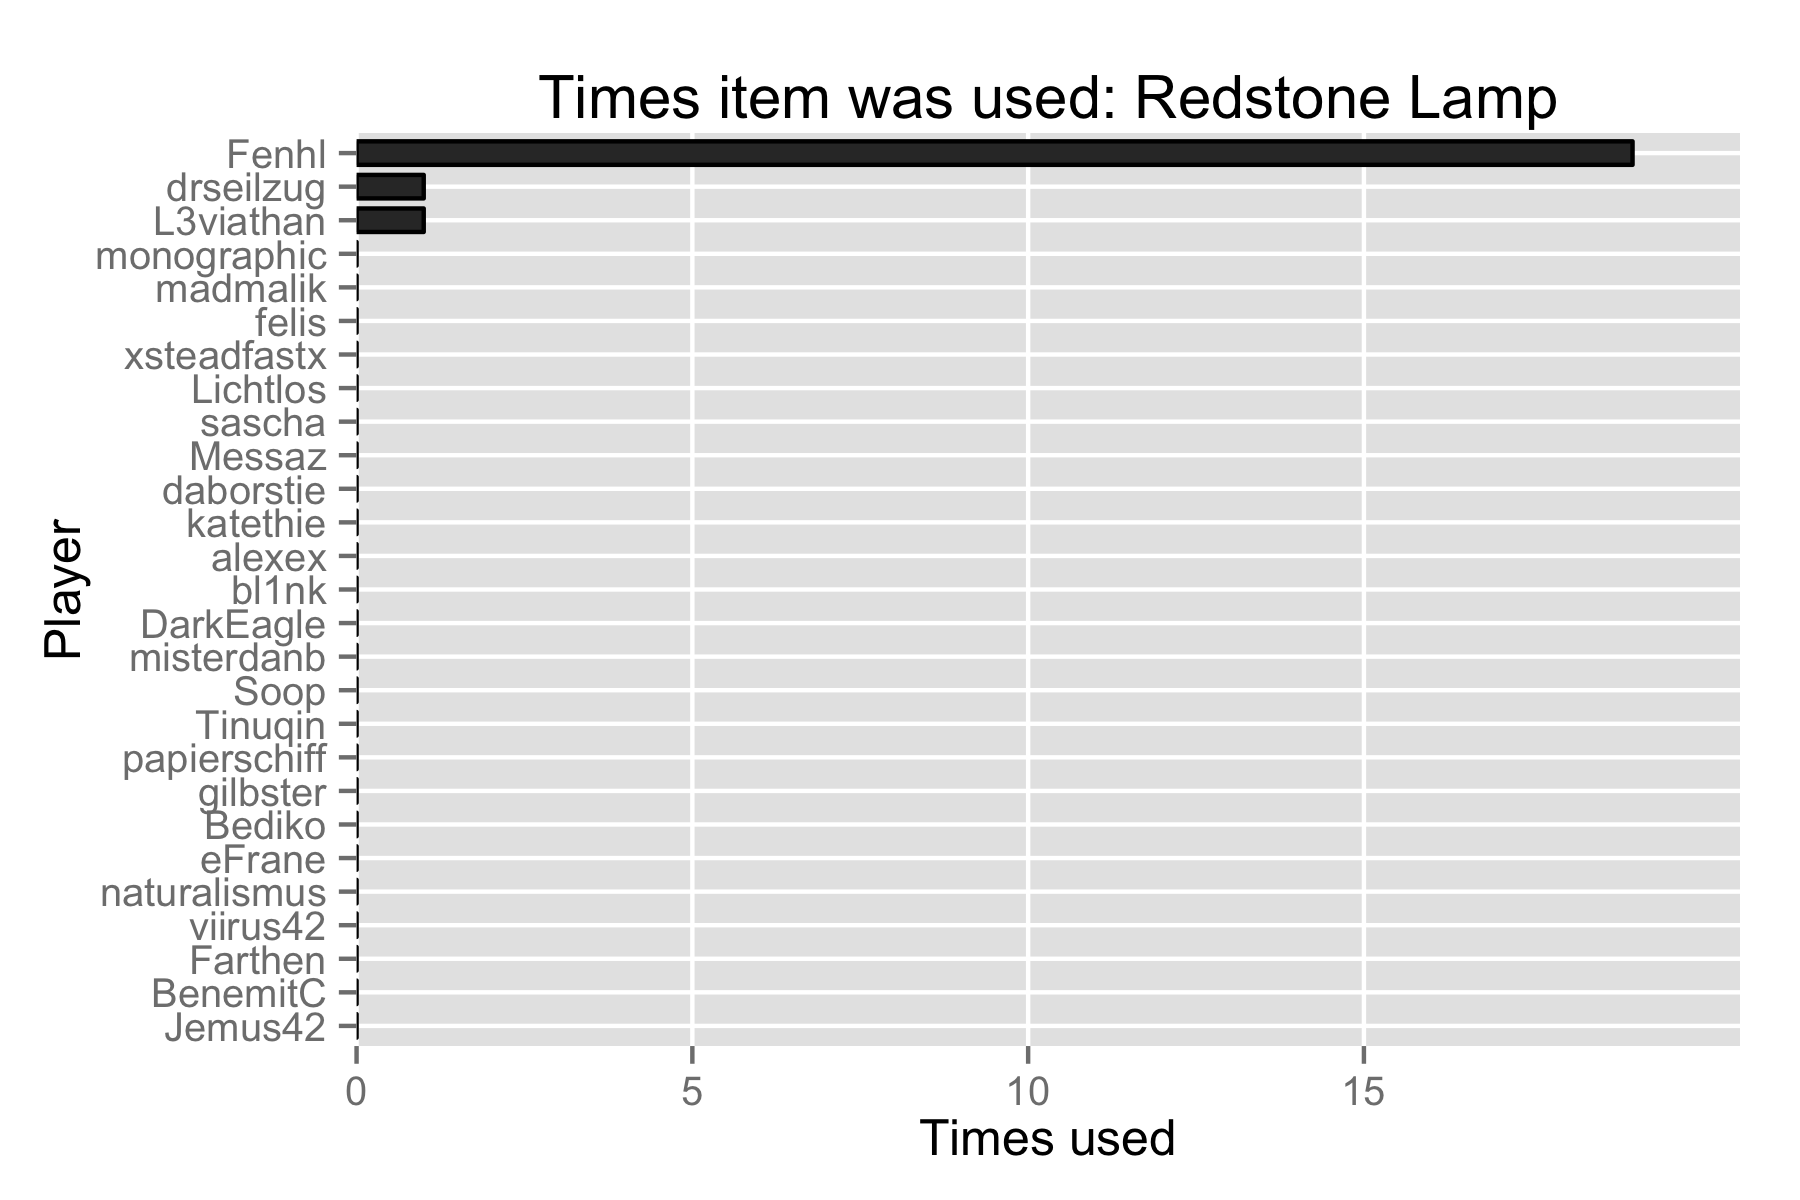 Times item was used: Redstone Lamp
Fenhl
drseilzug
L3viathan
monographic
madmalik
felis
xsteadfastx
Lichtlos
sascha
Messaz
daborstie
katethie
alexex
bl1nk
DarkEagle
misterdanb
Soop
Tinuqin
papierschiff
gilbster
Bediko
eFrane
naturalismus
viirus42
Farthen
BenemitC
Jemus42
Player
0 5 10 15
Times used